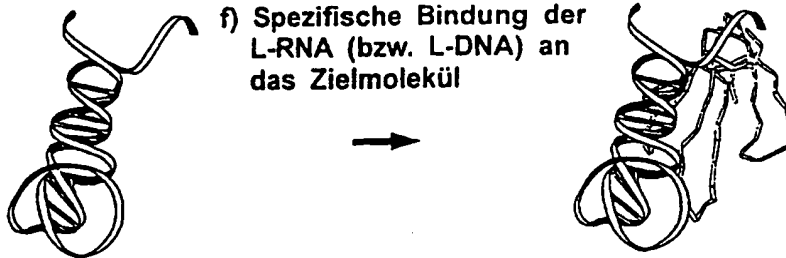 f) Spezifische Bindung der
L-RNA (bzw. L-DNA) an
das Zielmolekül